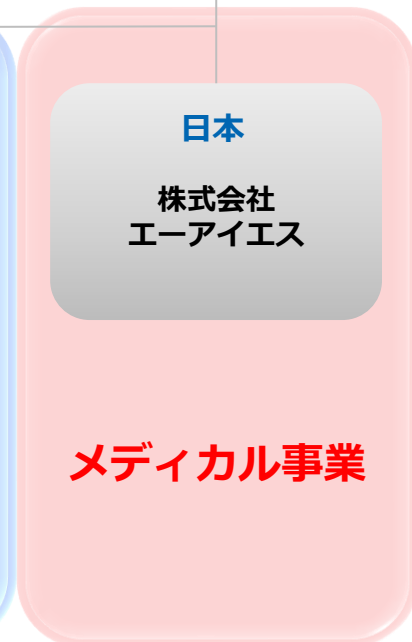 日本
株式会社
エーアイエス
メディカル事業